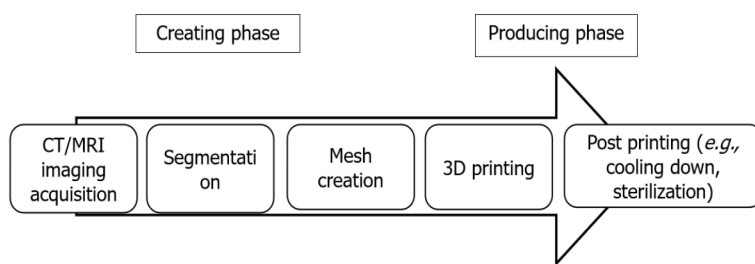 Creating phase
Producing phase
CT/MRI
imaging
acquisition
Segmentati
on
Mesh
creation
3D printing
Post printing (e.g.,
cooling down,
sterilization)